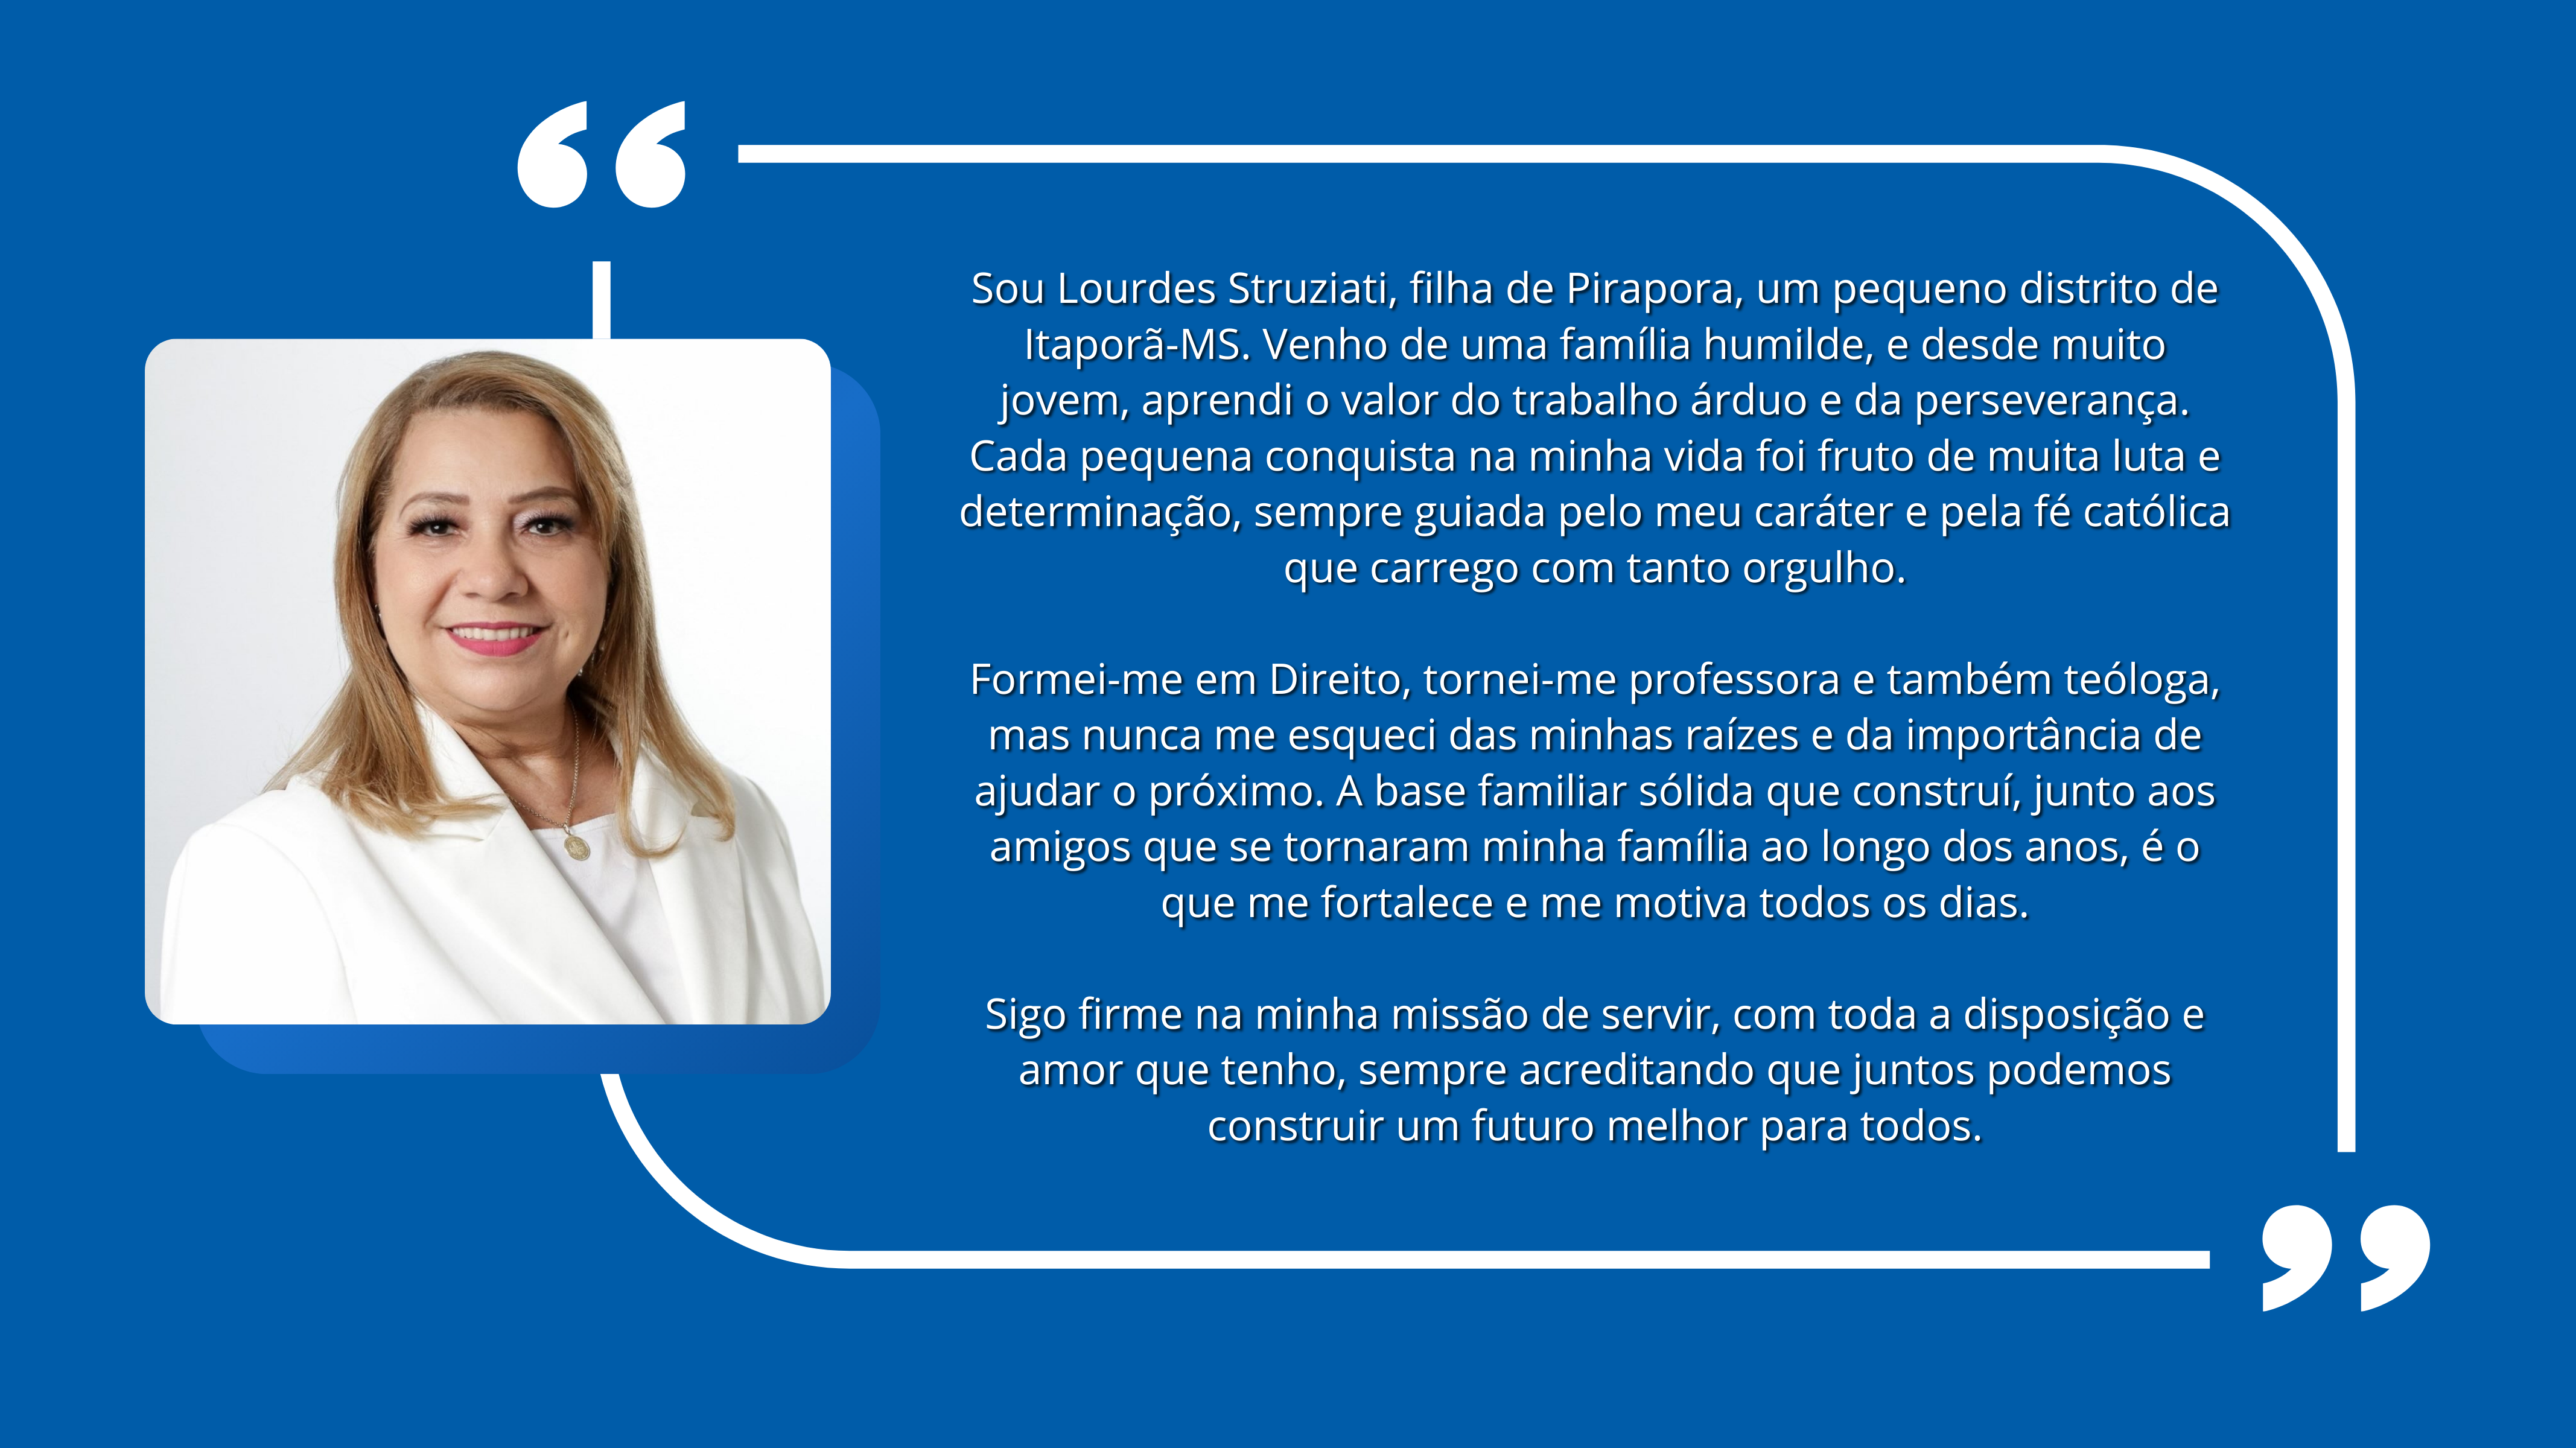 Sou Lourdes Struziati, filha de Pirapora, um pequeno distrito de
Itaporã-MS. Venho de uma família humilde, e desde muito
jovem, aprendi o valor do trabalho árduo e da perseverança.
Cada pequena conquista na minha vida foi fruto de muita luta e
determinação, sempre guiada pelo meu caráter e pela fé católica
que carrego com tanto orgulho.
Formei-me em Direito, tornei-me professora e também teóloga,
mas nunca me esqueci das minhas raízes e da importância de
ajudar o próximo. A base familiar sólida que construí, junto aos
amigos que se tornaram minha família ao longo dos anos, é o
que me fortalece e me motiva todos os dias.
Sigo firme na minha missão de servir, com toda a disposição e
amor que tenho, sempre acreditando que juntos podemos
construir um futuro melhor para todos.